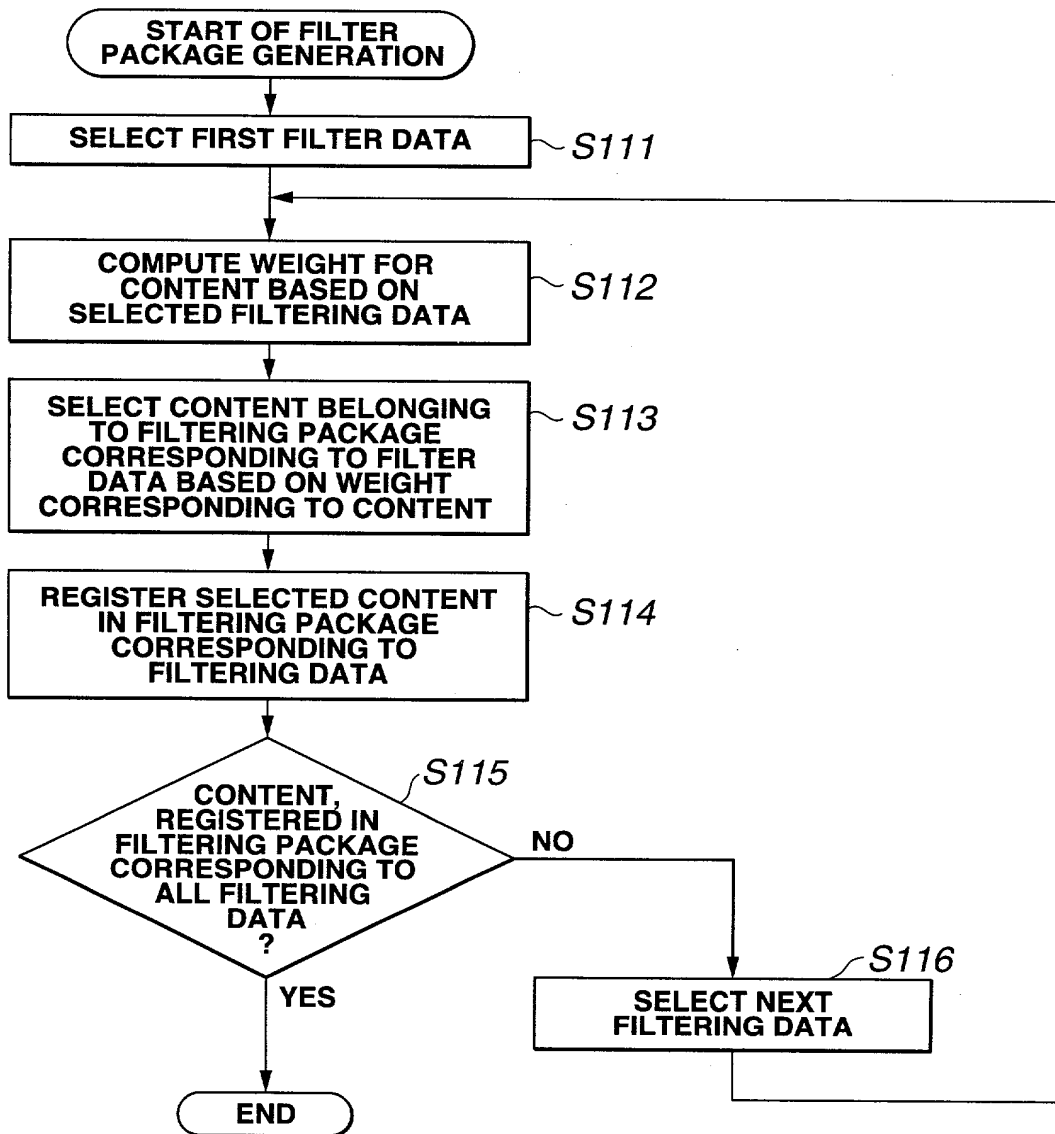 START OF FILTER
PACKAGE GENERATION
SELECT FIRST FILTER DATA
S111
COMPUTE WEIGHT FOR
CONTENT BASED ON
SELECTED FILTERING DATA
S112
SELECT CONTENT BELONGING
TO FILTERING PACKAGE
CORRESPONDING TO FILTER
DATA BASED ON WEIGHT
CORRESPONDING TO CONTENT
S113
REGISTER SELECTED CONTENT
IN FILTERING PACKAGE
CORRESPONDING TO
FILTERING DATA
S114
S115
CONTENT,
REGISTERED IN
FILTERING PACKAGE
CORRESPONDING TO
ALL FILTERING
DATA
?
NO
YES
S116
SELECT NEXT
FILTERING DATA
END